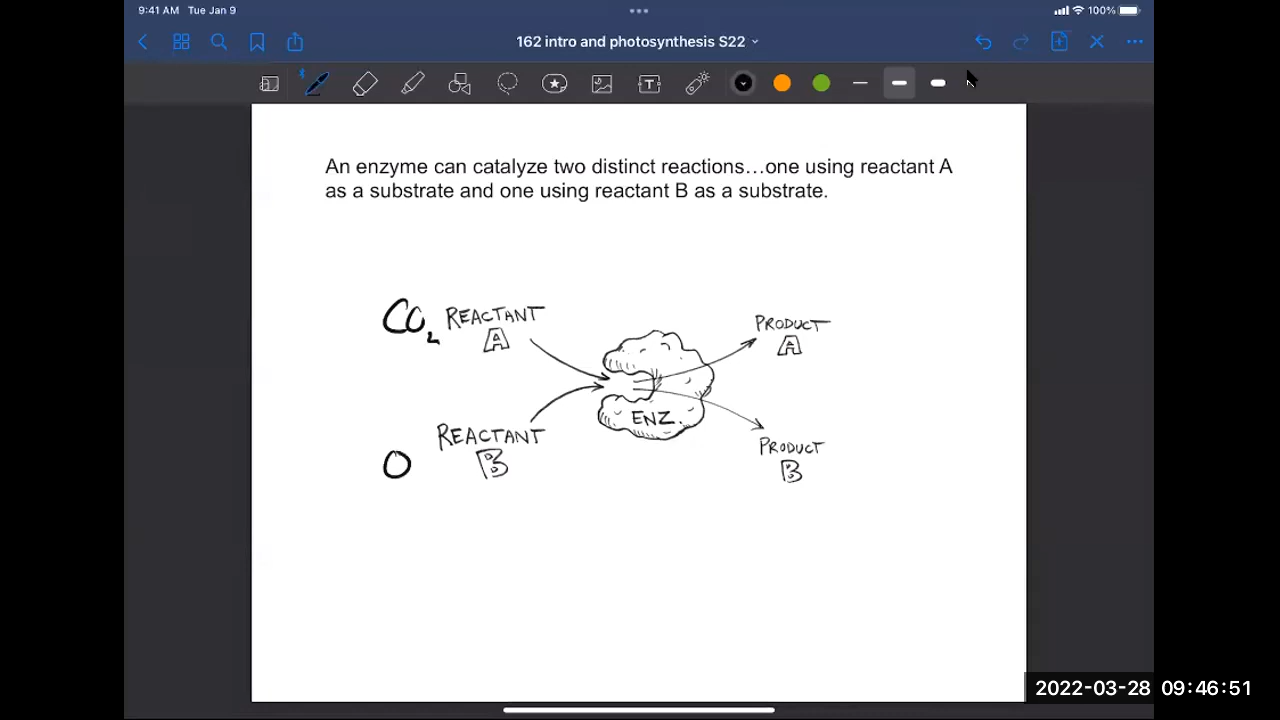 9:41 AM Tue Jan 9
100%
162 intro and photosynthesis S22
T
An enzyme can catalyze two distinct reactions…one using reactant A
as a substrate and one using reactant B as a substrate.
CO2 REACTANT
A
PRODUCT
A
ENZ.
REACTANT
B
O
PRODUCT
B
2022-03-28 09:46:51